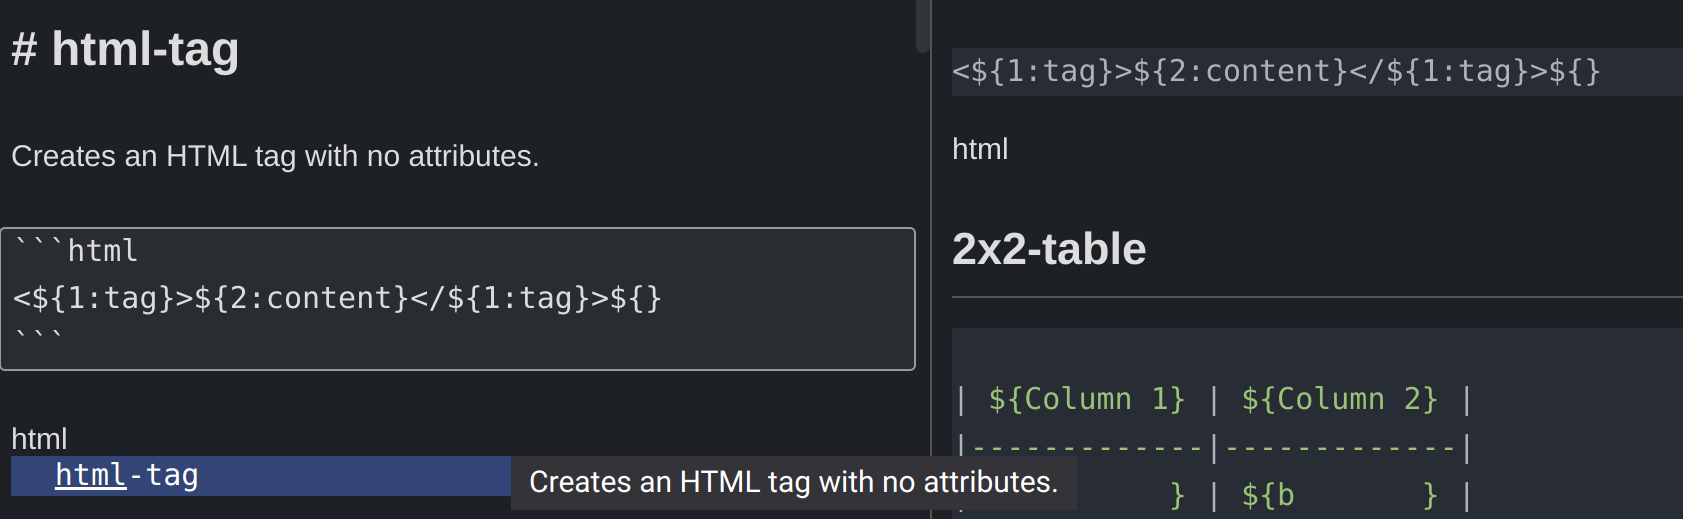 # html-tag
Creates an HTML tag with no attributes.
```html
<${1:tag}>${2:content}</${1:tag}>${}
```
html
html-tag
Creates an HTML tag with no attributes.
<${1:tag}>${2:content}</${1:tag}>${}
html
2x2-table
| ${Column 1} | ${Column 2} |
|-------------|-------------|
} | ${b       } |